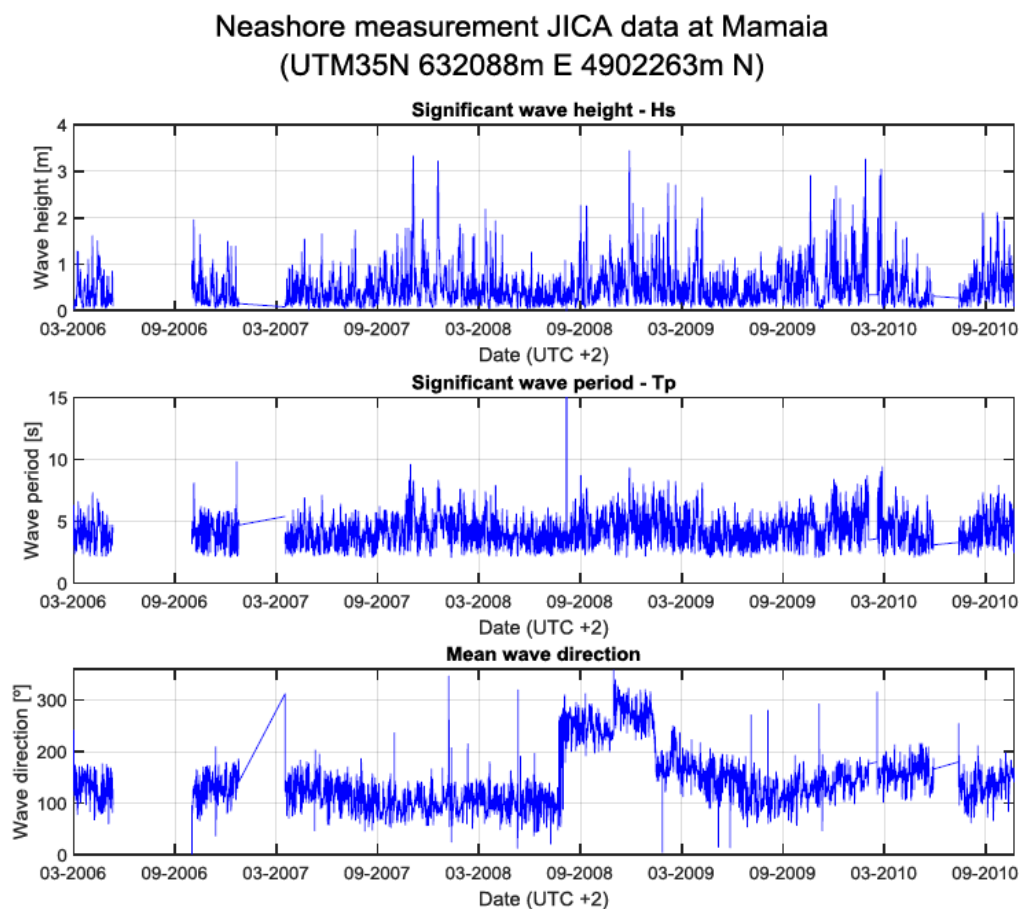 Neashore measurement JICA data at Mamaia
(UTM35N 632088m E 4902263m N)
Significant wave height - Hs
Wave height [m]
4
3
2
1
0
03-2006 09-2006 03-2007 09-2007 03-2008 09-2008 03-2009 09-2009 03-2010 09-2010
Date (UTC +2)
Significant wave period - Tp
Wave period [s]
15
10
5
0
03-2006 09-2006 03-2007 09-2007 03-2008 09-2008 03-2009 09-2009 03-2010 09-2010
Date (UTC +2)
Mean wave direction
Wave direction [º]
300
200
100
0
03-2006 09-2006 03-2007 09-2007 03-2008 09-2008 03-2009 09-2009 03-2010 09-2010
Date (UTC +2)